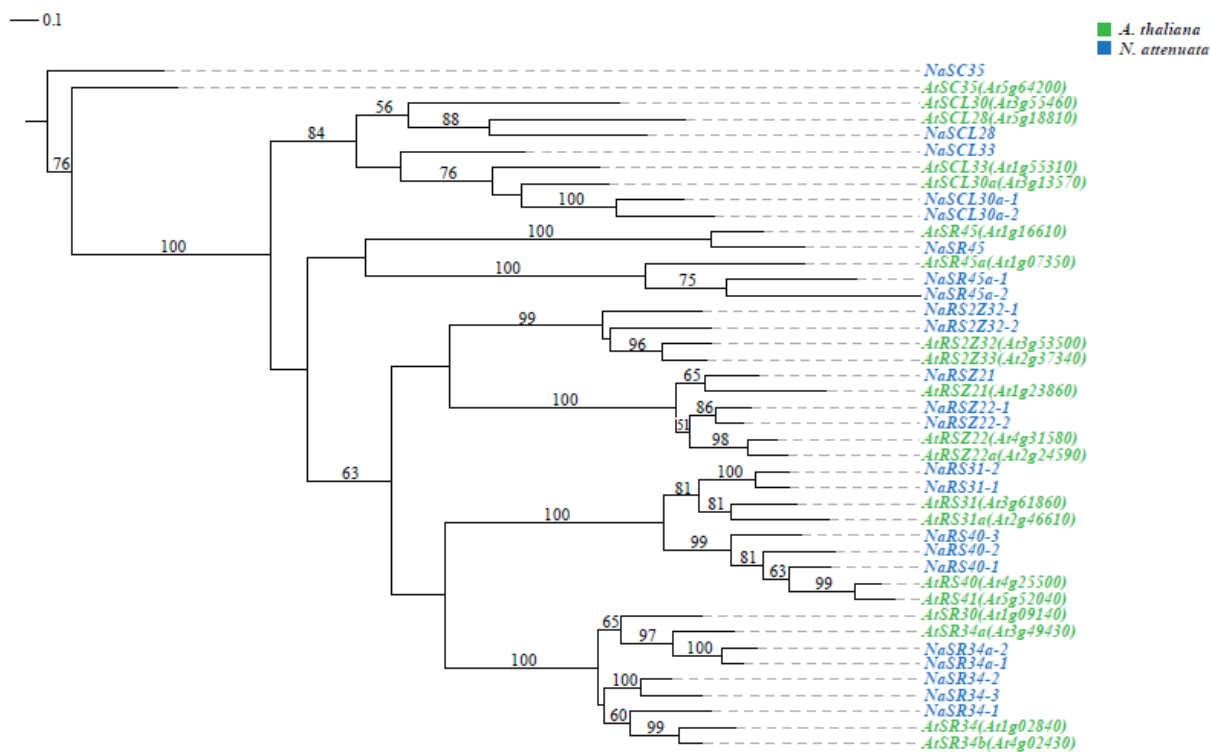 0.1
A. thaliana
N. attenuata
NaSC35
AtSC35(At5g64200)
AtSCL30(At3g55460)
56
AtSCL28(At5g18810)
88
NaSCL28
84
NaSCL33
76
AtSCL33(At1g55310)
76
AtSCL30a(At3g13570)
NaSCL30a-1
100
NaSCL30a-2
AtSR45(At1g16610)
100
NaSR45
100
AtSR45a(At1g07350)
100
NaSR45a-1
75
NaSR45a-2
NaRS2Z32-1
99
NaRS2Z32-2
AtRS2Z32(At3g53500)
96
AtRS2Z33(At2g37340)
NaRSZ21
65
AtRSZ21(At1g23860)
100
NaRSZ22-1
86
NaRSZ22-2
51
AtRSZ22(At4g31580)
98
AtRSZ22a(At2g24590)
NaRS31-2
100
63
NaRS31-1
81
AtRS31(At3g61860)
81
AtRS31a(At2g46610)
100
NaRS40-3
99
NaRS40-2
81
NaRS40-1
63
AtRS40(At4g25500)
99
AtRS41(At5g52040)
AtSR30(At1g09140)
65
AtSR34a(At3g49430)
97
NaSR34a-2
100
NaSR34a-1
100
NaSR34-2
100
NaSR34-3
NaSR34-1
60
AtSR34(At1g02840)
99
AtSR34b(At4g02430)